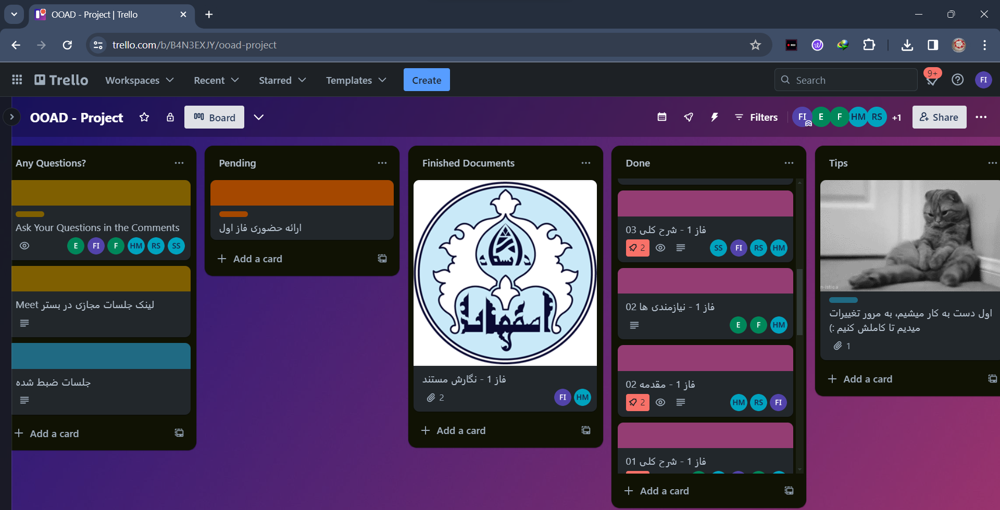 OOAD - Project | Trello
trello.com/b/B4N3EXJY/ooad-project
REC
Trello
Workspaces
Recent
Starred
Templates
Create
Search
9+
FI
OOAD - Project
Board
Filters
FI
E
F
HM
RS
+1
Share
Any Questions?
Ask Your Questions in the Comments
E
FI
F
HM
RS
SS
لینک جلسات مجازی در بستر Meet
جلسات ضبط شده
Add a card
Pending
ارائه حضوری فاز اول
Add a card
Finished Documents
دانشگاه
اصفهان
فاز 1 - نگارش مستند
2
FI
HM
Add a card
Done
فاز 1 - شرح کلی 03
2
SS
FI
RS
HM
فاز 1 - نیازمندی ها 02
E
F
HM
فاز 1 - مقدمه 02
2
HM
RS
FI
فاز 1 - شرح کلی 01
Add a card
Tips
n-istica
اول دست به کار میشیم، به مرور تغییرات
میدیم تا کاملش کنیم :)
1
Add a card